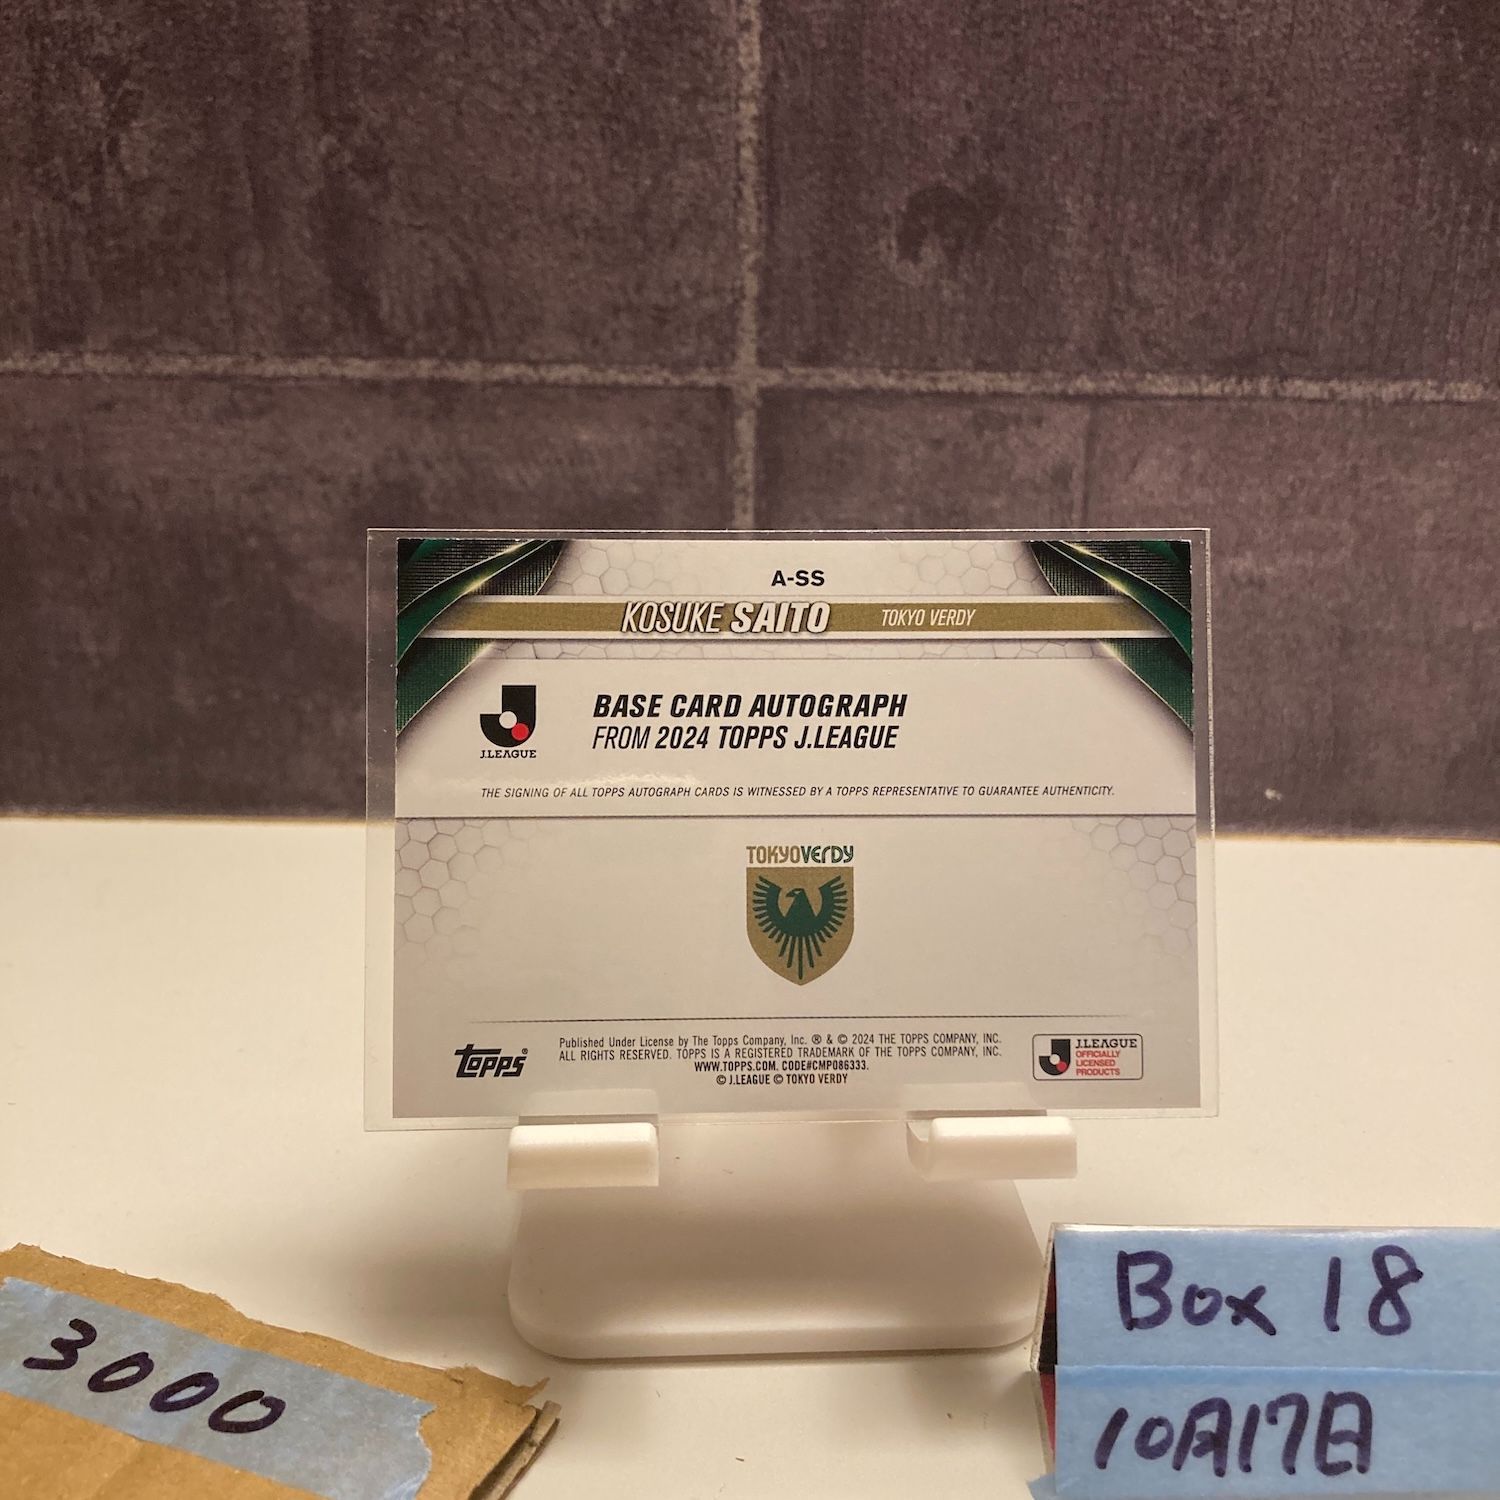 A-SS
KOSUKE SAITO TOKYO VERDY
BASE CARD AUTOGRAPH
FROM 2024 TOPPS J.LEAGUE
J.LEAGUE
THE SIGNING OF ALL TOPPS AUTOGRAPH CARDS IS WITNESSED BY A TOPPS REPRESENTATIVE TO GUARANTEE AUTHENTICITY.
TOKYO VERDY
topps®
Published Under License by The Topps Company, Inc. ® & © 2024 THE TOPPS COMPANY, INC.
ALL RIGHTS RESERVED. TOPPS IS A REGISTERED TRADEMARK OF THE TOPPS COMPANY, INC.
WWW.TOPPS.COM. CODE#CMP086333.
© J.LEAGUE © TOKYO VERDY
J.LEAGUE
OFFICIALLY
LICENSED
PRODUCTS
3000
Box 18
10月17日